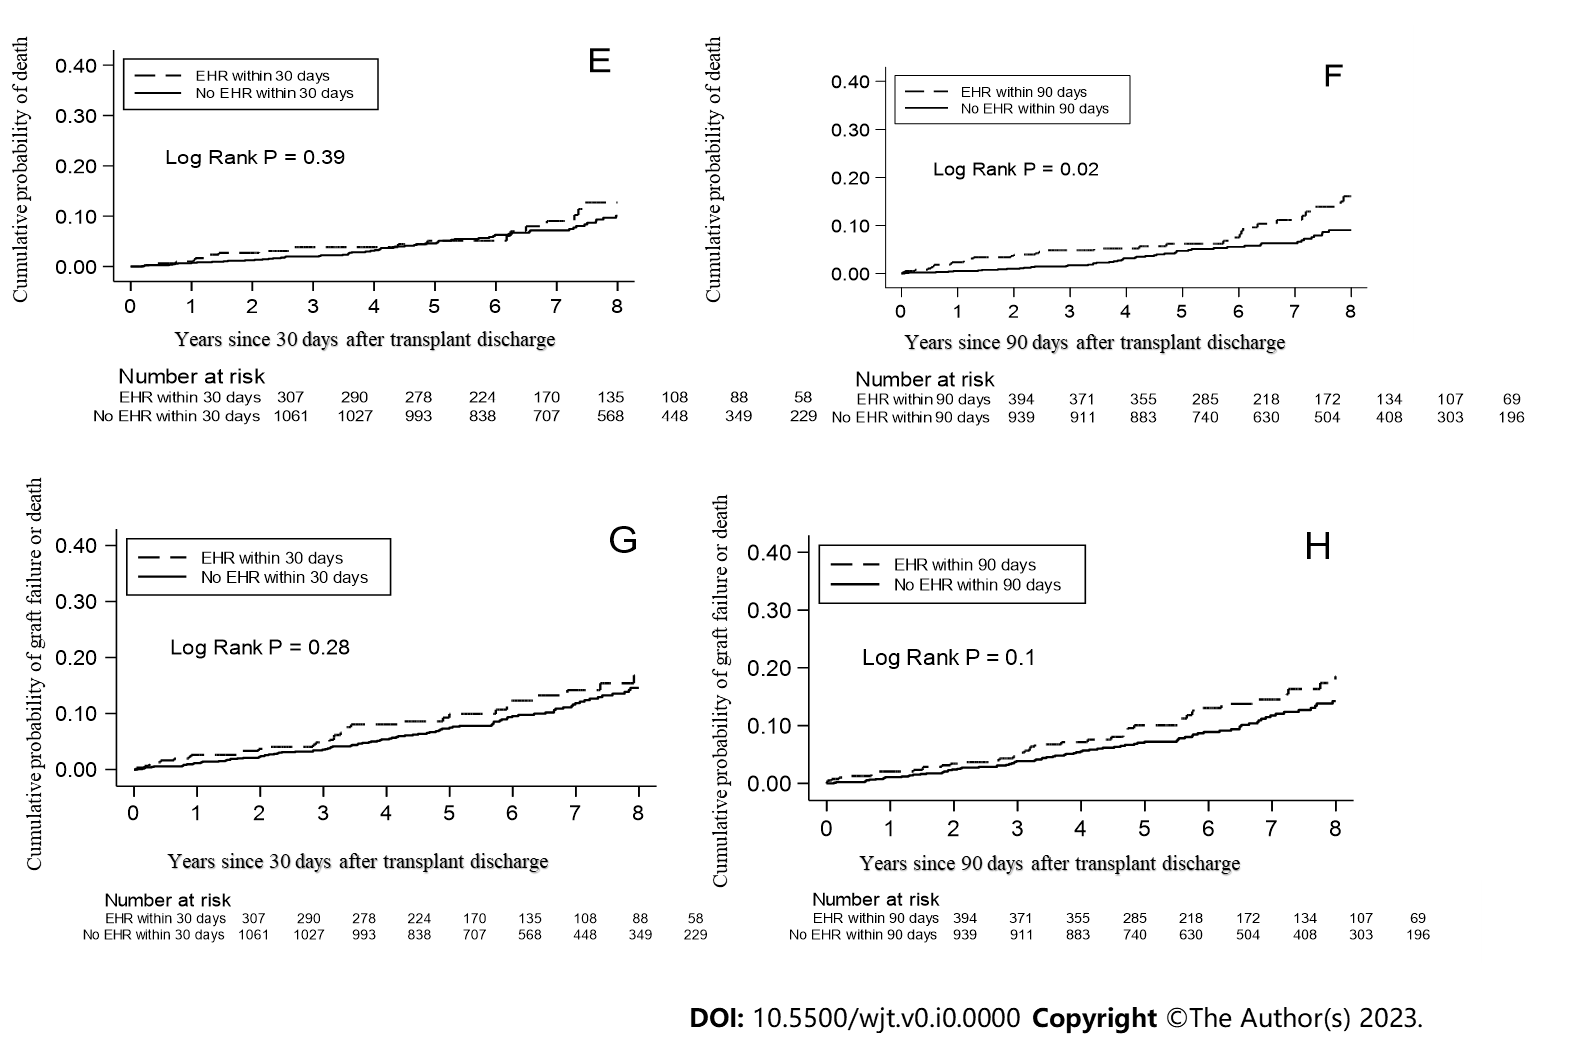 Cumulative probability of death
0.40
0.30
0.20
0.10
0.00
EHR within 30 days
No EHR within 30 days
E
Log Rank P = 0.39
0 1 2 3 4 5 6 7 8
Years since 30 days after transplant discharge
Number at risk
EHR within 30 days 307 290 278 224 170 135 108 88 58
No EHR within 30 days 1061 1027 993 838 707 568 448 349 229
Cumulative probability of death
0.40
0.30
0.20
0.10
0.00
EHR within 90 days
No EHR within 90 days
F
Log Rank P = 0.02
0 1 2 3 4 5 6 7 8
Years since 90 days after transplant discharge
Number at risk
EHR within 90 days 394 371 355 285 218 172 134 107 69
No EHR within 90 days 939 911 883 740 630 504 408 303 196
Cumulative probability of graft failure or death
0.40
0.30
0.20
0.10
0.00
EHR within 30 days
No EHR within 30 days
G
Log Rank P = 0.28
0 1 2 3 4 5 6 7 8
Years since 30 days after transplant discharge
Number at risk
EHR within 30 days 307 290 278 224 170 135 108 88 58
No EHR within 30 days 1061 1027 993 838 707 568 448 349 229
Cumulative probability of graft failure or death
0.40
0.30
0.20
0.10
0.00
EHR within 90 days
No EHR within 90 days
H
Log Rank P = 0.1
0 1 2 3 4 5 6 7 8
Years since 90 days after transplant discharge
Number at risk
EHR within 90 days 394 371 355 285 218 172 134 107 69
No EHR within 90 days 939 911 883 740 630 504 408 303 196
DOI: 10.5500/wjt.v0.i0.0000 Copyright ©The Author(s) 2023.